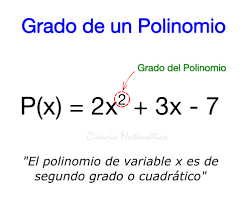 Grado de un Polinomio
Grado del Polinomio
P(x) = 2x² + 3x - 7
Ciencia Matemática
"El polinomio de variable x es de
segundo grado o cuadrático"